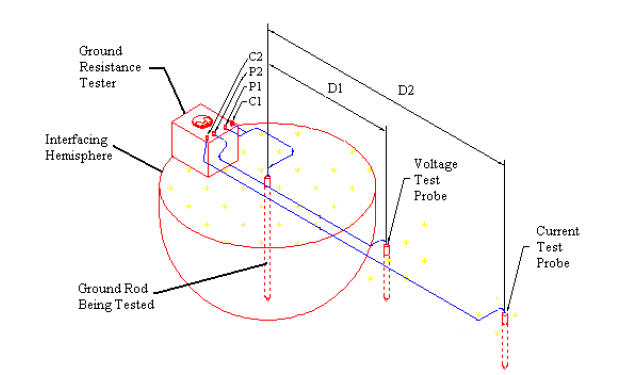 Ground
Resistance
Tester
C2
P2
P1
C1
D1
D2
Interfacing
Hemisphere
Voltage
Test
Probe
Current
Test
Probe
Ground Rod
Being Tested